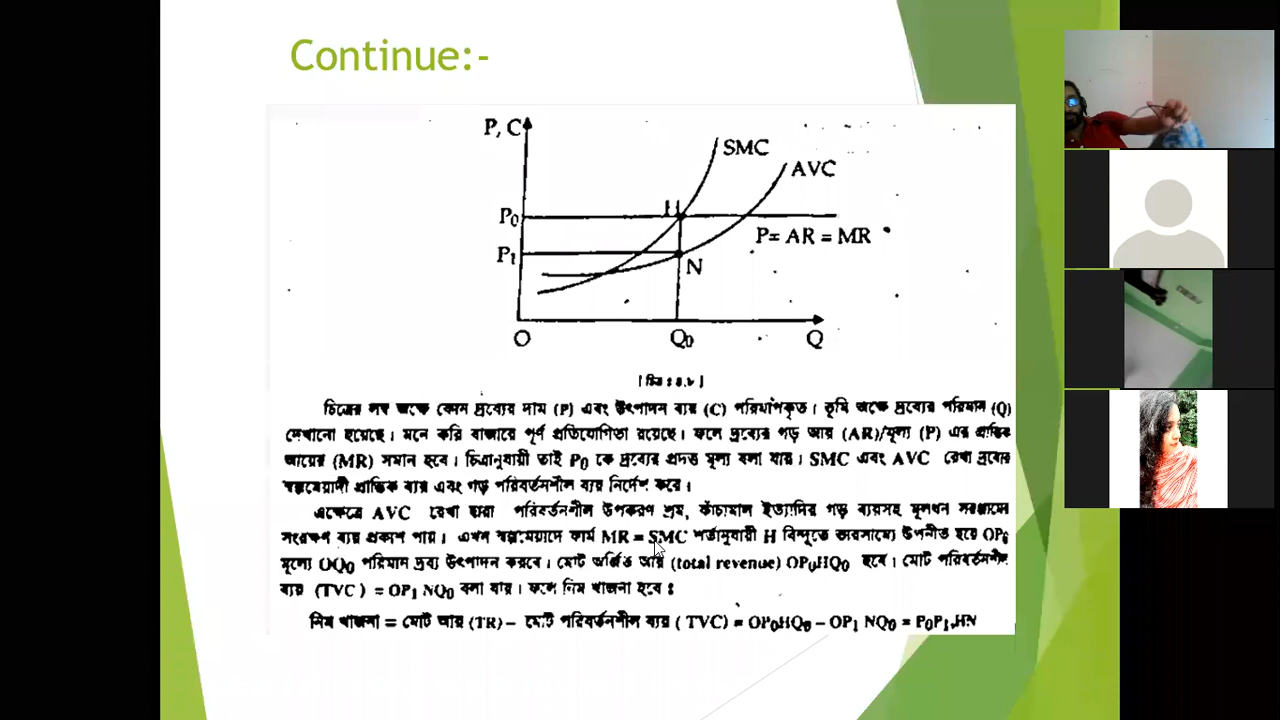 Continue:-
P, C
SMC
AVC
P₀
H
P= AR = MR
P₁
N
O
Q₀
Q
চিত্রের লম্ব অক্ষে কোন দ্রব্যের দাম (P) এবং উৎপাদন ব্যয় (C) পরিমাপকৃত। ভূমি অক্ষে দ্রব্যের পরিমান (Q)
দেখানো হয়েছে। মনে করি বাজারে পূর্ণ প্রতিযোগিতা রয়েছে। ফলে দ্রব্যের গড় আয় (AR)/মূল্য (P) এর প্রান্তিক
আয়ের (MR) সমান হবে। চিত্রানুযায়ী তাই P₀ কে দ্রব্যের প্রদত্ত মূল্য বলা যায়। SMC এবং AVC রেখা দ্রব্যের
স্বল্পমেয়াদী প্রান্তিক ব্যয় এবং গড় পরিবর্তনশীল ব্যয় নির্দেশ করে।
এক্ষেত্রে AVC রেখা দ্বারা পরিবর্তনশীল উপকরণ শ্রম, কাঁচামাল ইত্যাদির গড় ব্যয়সহ মূলধন সরঞ্জামের
সংরক্ষণ ব্যয় প্রকাশ পায়। এখন স্বল্পমেয়াদে ফার্ম MR = SMC শর্তানুযায়ী H বিন্দুতে ভারসাম্যে উপনীত হয়ে OP₀
মূল্যে OQ₀ পরিমান দ্রব্য উৎপাদন করবে। মোট অর্জিত আয় (total revenue) OP₀HQ₀ হবে। মোট পরিবর্তনশীল
ব্যয় (TVC) = OP₁ NQ₀ বলা যায়। ফলে নিম খাজনা হবে :
নিম খাজনা = মোট আয় (TR)- মোট পরিবর্তনশীল ব্যয় ( TVC) = OP₀HQ₀ – OP₁ NQ₀ = P₀P₁HN